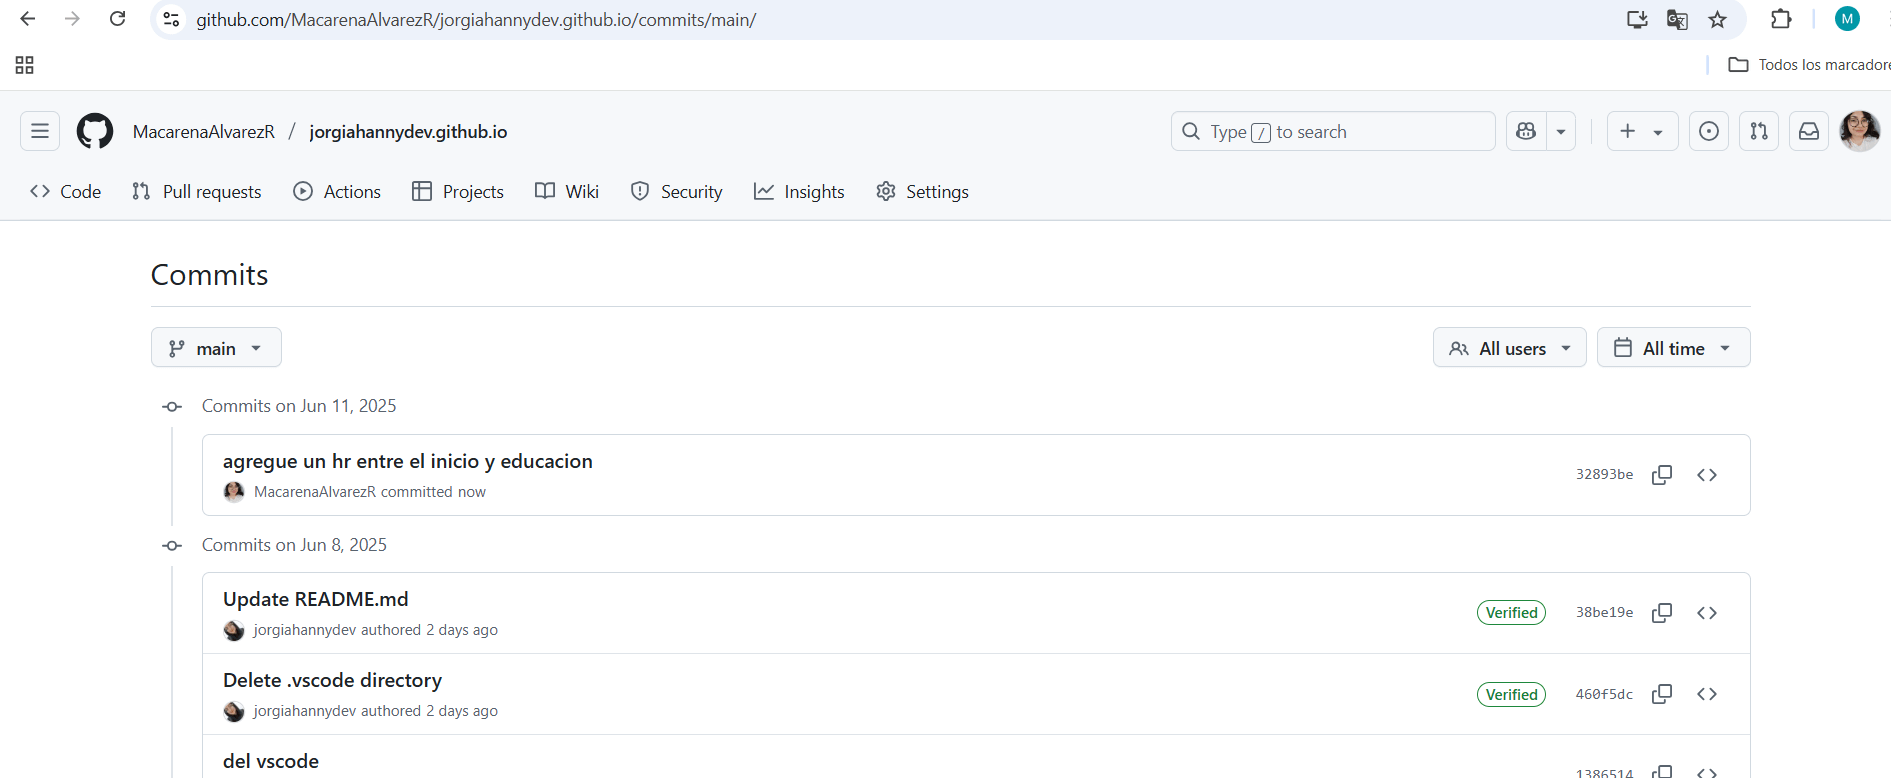 github.com/MacarenaAlvarezR/jorgiahannydev.github.io/commits/main/
M
Todos los marcadore
MacarenaAlvarezR / jorgiahannydev.github.io
Type / to search
Code Pull requests Actions Projects Wiki Security Insights Settings
Commits
main
All users
All time
Commits on Jun 11, 2025
agregue un hr entre el inicio y educacion
MacarenaAlvarezR committed now
32893be
Commits on Jun 8, 2025
Update README.md
jorgiahannydev authored 2 days ago
Verified
38be19e
Delete .vscode directory
jorgiahannydev authored 2 days ago
Verified
460f5dc
del vscode
1386514